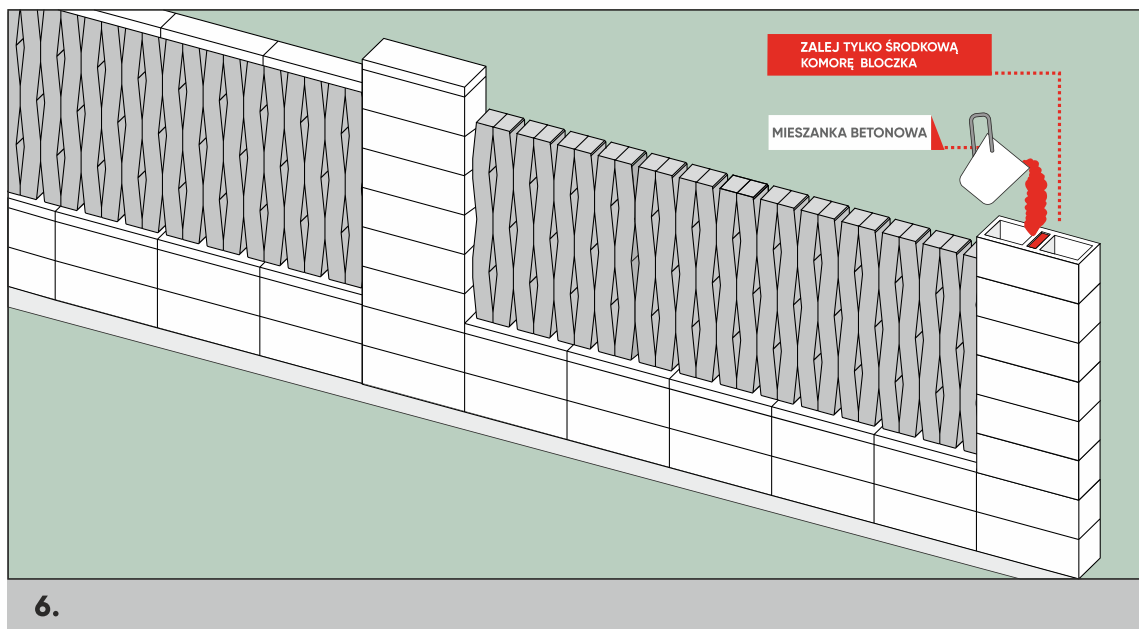 ZALEJ TYLKO ŚRODKOWĄ
KOMORĘ BLOCZKA
MIESZANKA BETONOWA
6.